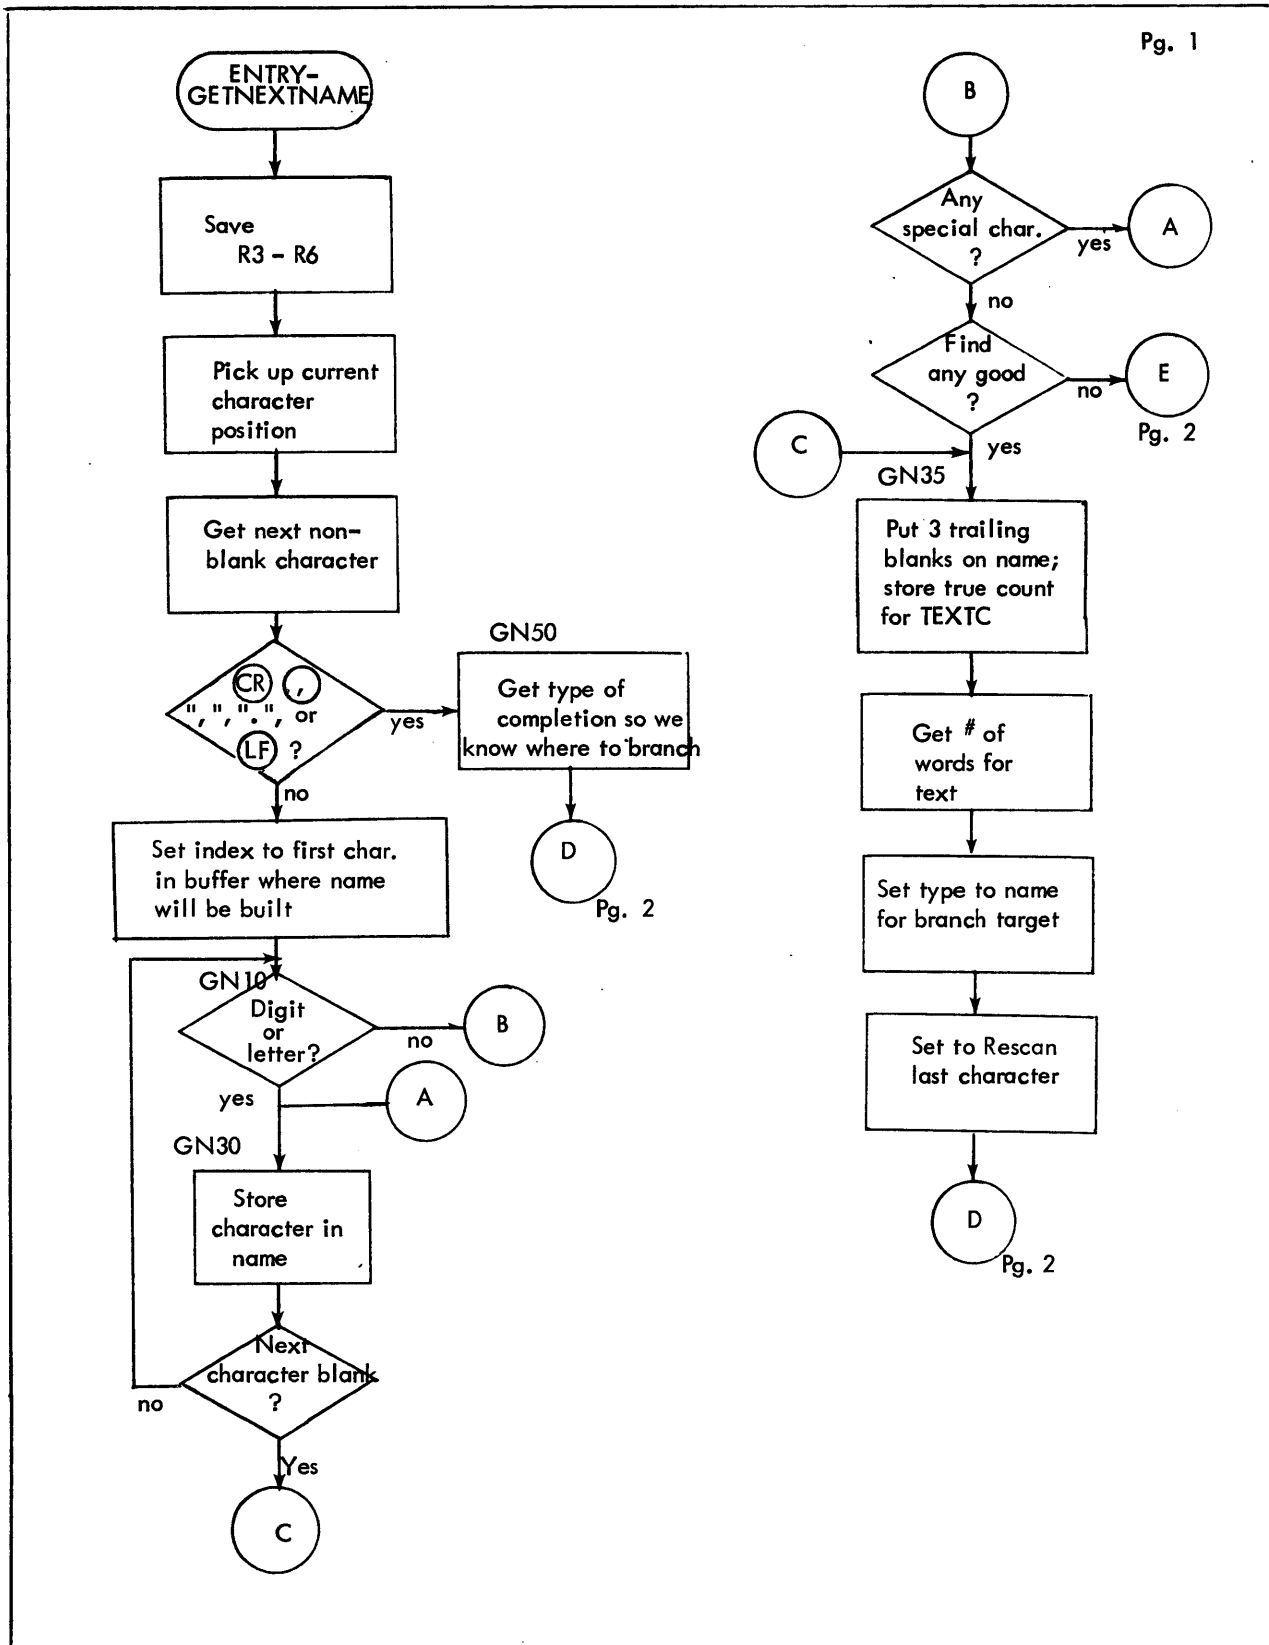 Pg. 1
ENTRY-
GETNEXTNAME
Save
R3 - R6
Pick up current
character
position
Get next non-
blank character
CR ,
",", ".", or
LF ?
yes
no
GN50
Get type of
completion so we
know where to branch
D
Pg. 2
Set index to first char.
in buffer where name
will be built
GN10
Digit
or
letter?
no
B
yes
A
GN30
Store
character in
name
Next
character blank
?
no
Yes
C
B
Any
special char.
?
yes
A
no
Find
any good
?
no
E
Pg. 2
yes
C
GN35
Put 3 trailing
blanks on name;
store true count
for TEXTC
Get # of
words for
text
Set type to name
for branch target
Set to Rescan
last character
D
Pg. 2